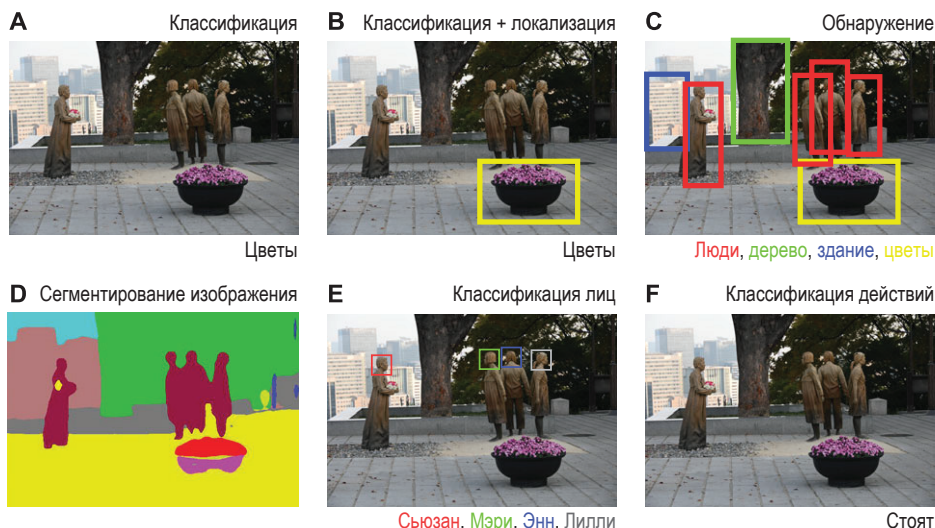 A Классификация
B Классификация + локализация
C Обнаружение
Цветы
Цветы
Люди, дерево, здание, цветы
D Сегментирование изображения
E Классификация лиц
F Классификация действий
Сьюзан, Мэри, Энн, Лилли
Стоят